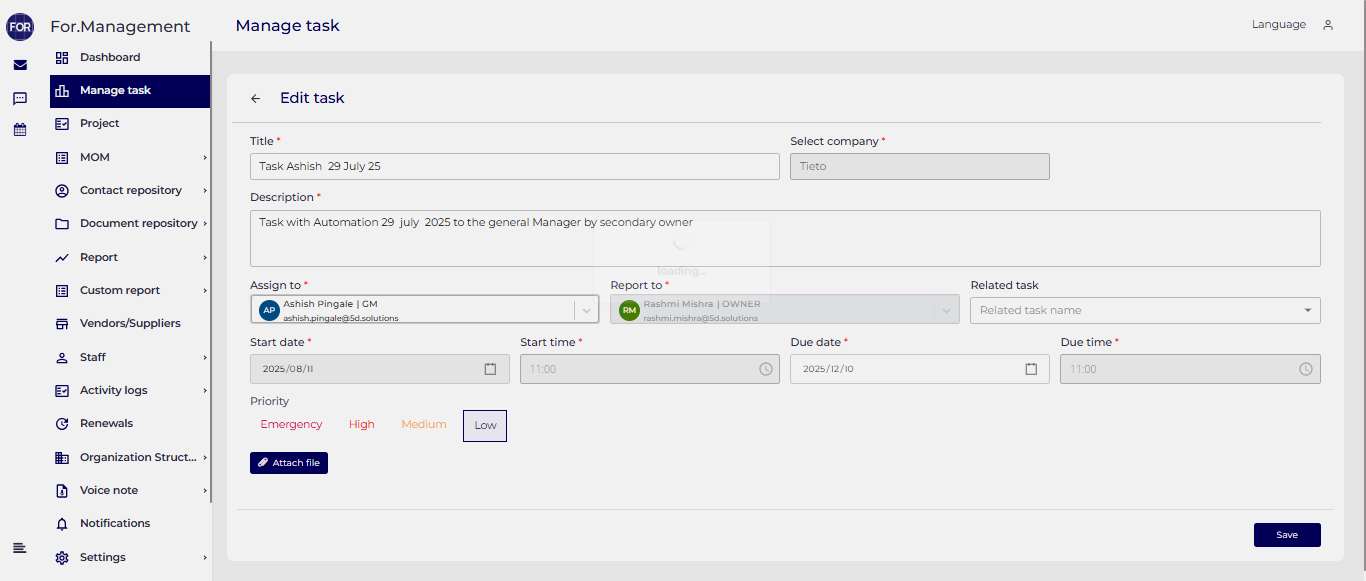 FOR For.Management
Manage task
Language
Dashboard
Manage task
Project
MOM
Contact repository
Document repository
Report
Custom report
Vendors/Suppliers
Staff
Activity logs
Renewals
Organization Struct...
Voice note
Notifications
Settings
Edit task
Title *
Select company *
Task Ashish 29 July 25
Tieto
Description *
Task with Automation 29 july 2025 to the general Manager by secondary owner
loading...
Assign to *
Report to *
Related task
AP Ashish Pingale | GM
ashish.pingale@5d.solutions
RM Rashmi Mishra | OWNER
rashmi.mishra@5d.solutions
Related task name
Start date *
Start time *
Due date *
Due time *
2025/08/11
11:00
2025/12/10
11:00
Priority
Emergency High Medium Low
Attach file
Save